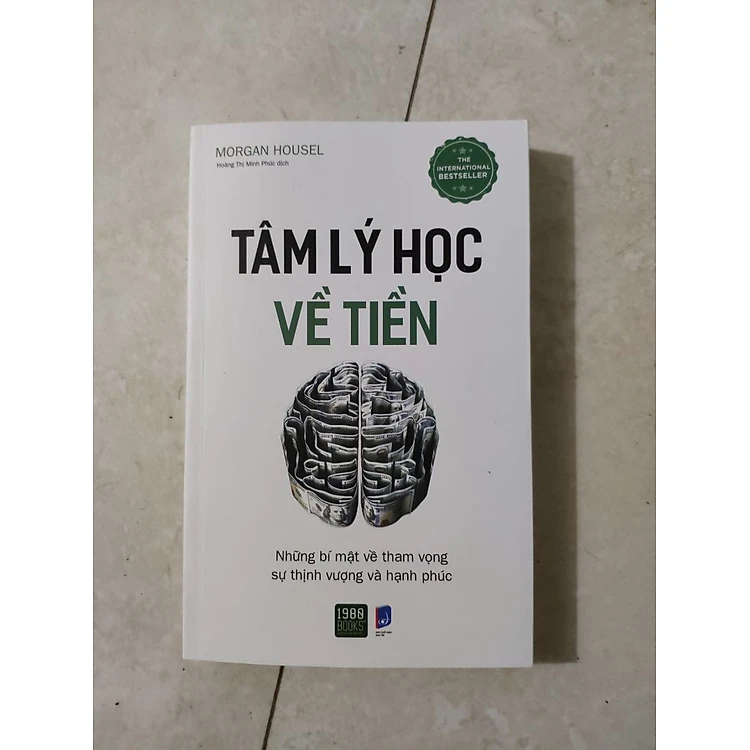 MORGAN HOUSEL
Hoàng Thị Minh Phúc dịch
THE
INTERNATIONAL
BESTSELLER
TÂM LÝ HỌC
VỀ TIỀN
Những bí mật về tham vọng
sự thịnh vượng và hạnh phúc
1980
BOOKS